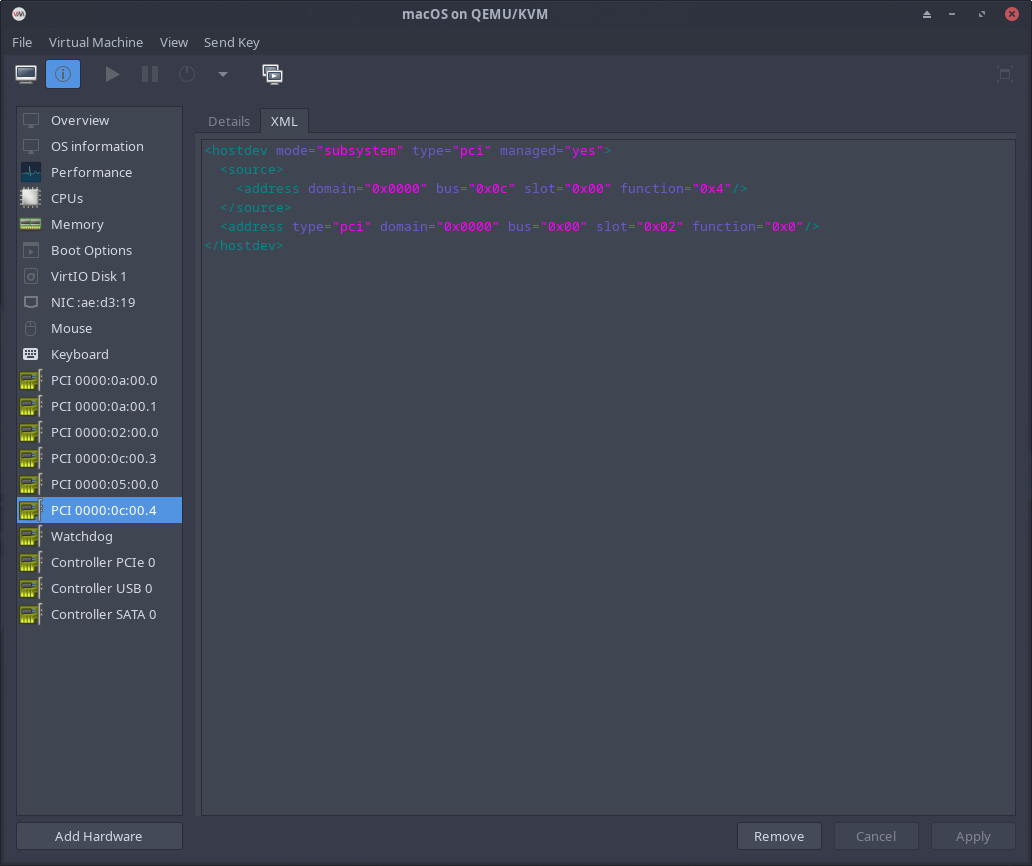 macOS on QEMU/KVM
File Virtual Machine View Send Key
Details XML
Overview
OS information
Performance
CPUs
Memory
Boot Options
VirtIO Disk 1
NIC :ae:d3:19
Mouse
Keyboard
PCI 0000:0a:00.0
PCI 0000:0a:00.1
PCI 0000:02:00.0
PCI 0000:0c:00.3
PCI 0000:05:00.0
PCI 0000:0c:00.4
Watchdog
Controller PCIe 0
Controller USB 0
Controller SATA 0
<hostdev mode="subsystem" type="pci" managed="yes">
  <source>
    <address domain="0x0000" bus="0x0c" slot="0x00" function="0x4"/>
  </source>
  <address type="pci" domain="0x0000" bus="0x00" slot="0x02" function="0x0"/>
</hostdev>
Add Hardware
Remove Cancel Apply